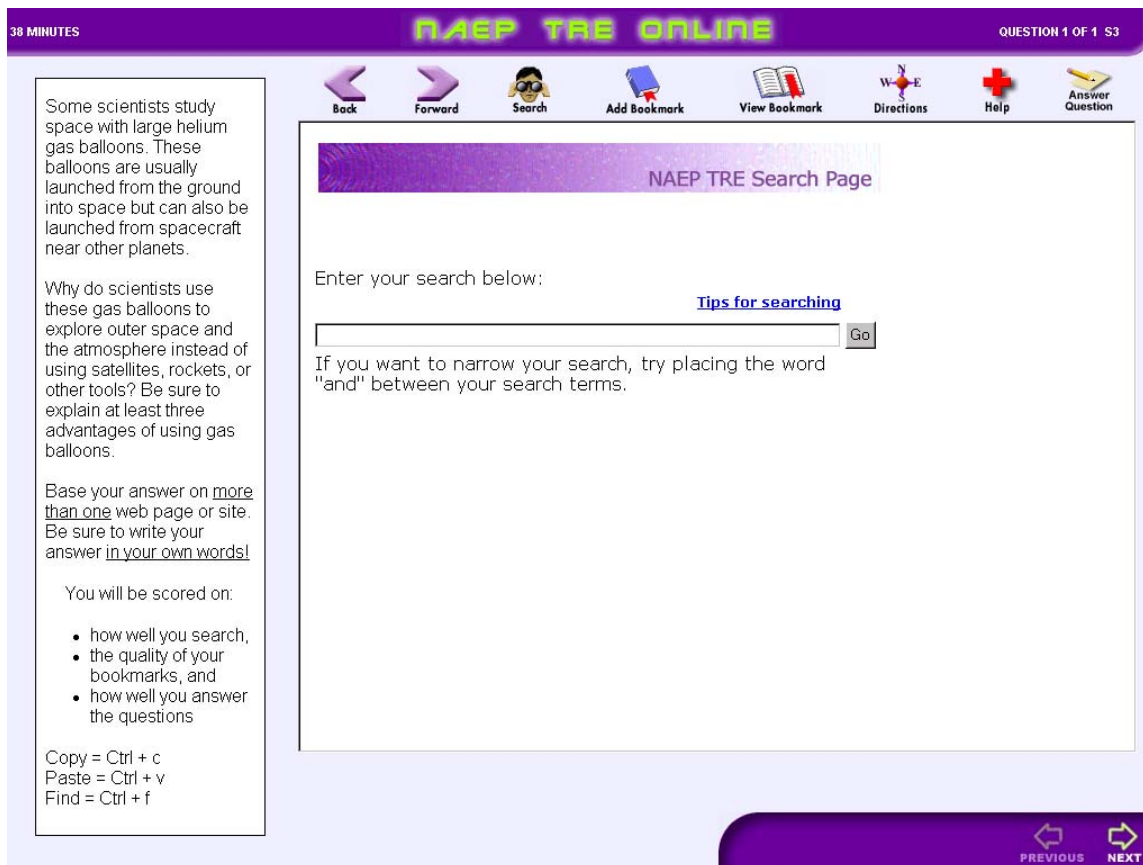 38 MINUTES
NAEP TRE ONLINE
QUESTION 1 OF 1 S3
Back
Forward
Search
Add Bookmark
View Bookmark
N
W E
S
Directions
Help
Answer
Question
Some scientists study
space with large helium
gas balloons. These
balloons are usually
launched from the ground
into space but can also be
launched from spacecraft
near other planets.
Why do scientists use
these gas balloons to
explore outer space and
the atmosphere instead of
using satellites, rockets, or
other tools? Be sure to
explain at least three
advantages of using gas
balloons.
Base your answer on more
than one web page or site.
Be sure to write your
answer in your own words!
You will be scored on:
• how well you search,
• the quality of your
bookmarks, and
• how well you answer
the questions
Copy = Ctrl + c
Paste = Ctrl + v
Find = Ctrl + f
NAEP TRE Search Page
Enter your search below:
Tips for searching
Go
If you want to narrow your search, try placing the word
"and" between your search terms.
PREVIOUS
NEXT